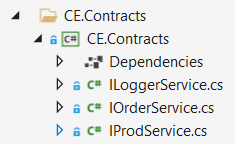 CE.Contracts
C# CE.Contracts
Dependencies
C# ILoggerService.cs
C# IOrderService.cs
C# IProdService.cs